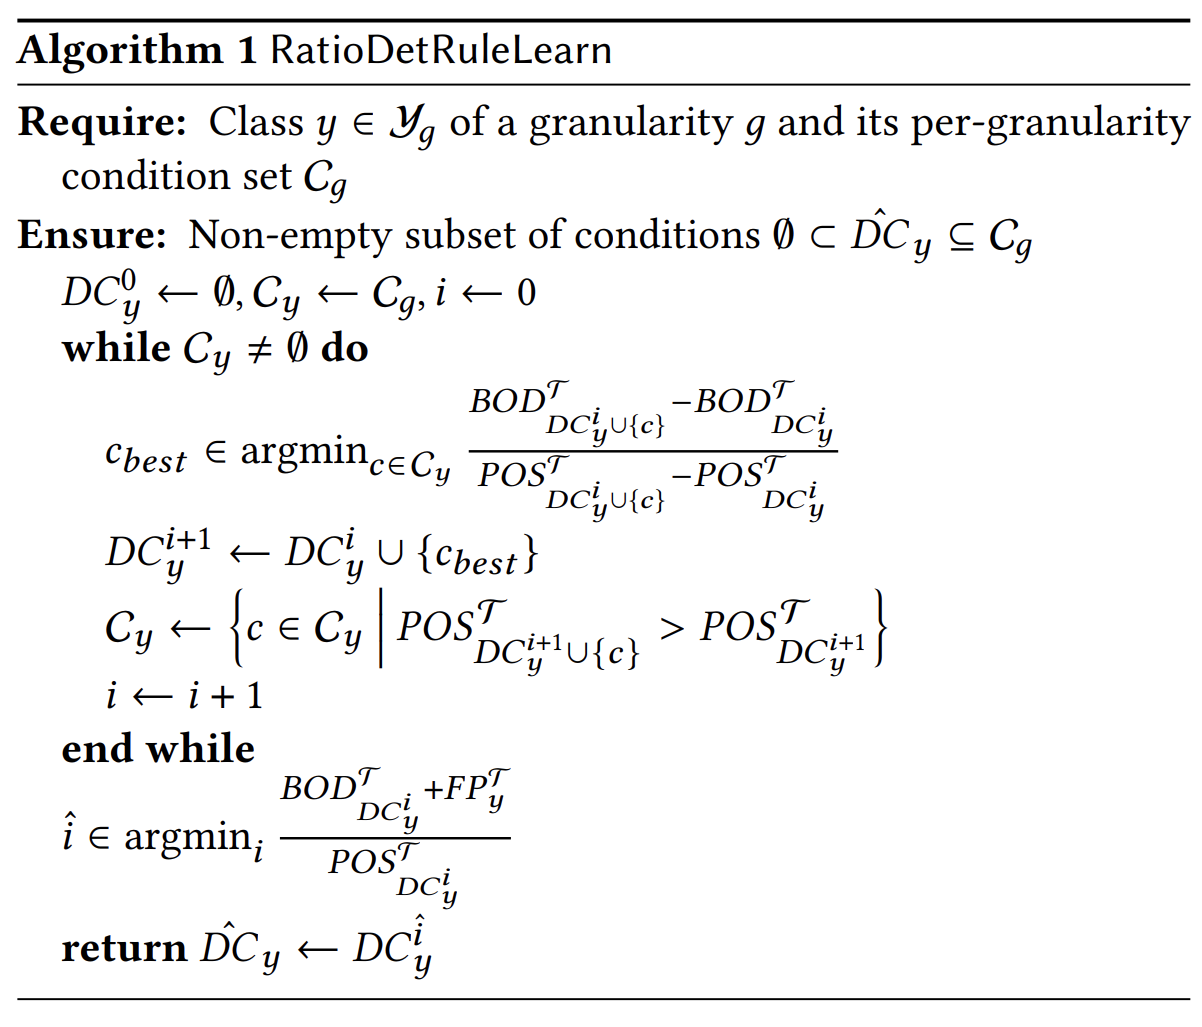 Algorithm 1 RatioDetRuleLearn
Require: Class $y \in \mathcal{Y}_g$ of a granularity $g$ and its per-granularity
condition set $C_g$
Ensure: Non-empty subset of conditions $\emptyset \subset \hat{DC}_y \subseteq C_g$
$DC_y^0 \leftarrow \emptyset, C_y \leftarrow C_g, i \leftarrow 0$
while $C_y \neq \emptyset$ do
$c_{best} \in \text{argmin}_{c \in C_y} \frac{BOD^{\mathcal{T}}_{DC_y^i \cup \{c\}} - BOD^{\mathcal{T}}_{DC_y^i}}{POS^{\mathcal{T}}_{DC_y^i \cup \{c\}} - POS^{\mathcal{T}}_{DC_y^i}}$
$DC_y^{i+1} \leftarrow DC_y^i \cup \{c_{best}\}$
$C_y \leftarrow \left\{ c \in C_y \middle| POS^{\mathcal{T}}_{DC_y^{i+1} \cup \{c\}} > POS^{\mathcal{T}}_{DC_y^{i+1}} \right\}$
$i \leftarrow i + 1$
end while
$\hat{i} \in \text{argmin}_i \frac{BOD^{\mathcal{T}}_{DC_y^i} + FP_y^{\mathcal{T}}}{POS^{\mathcal{T}}_{DC_y^i}}$
return $\hat{DC}_y \leftarrow DC_y^{\hat{i}}$